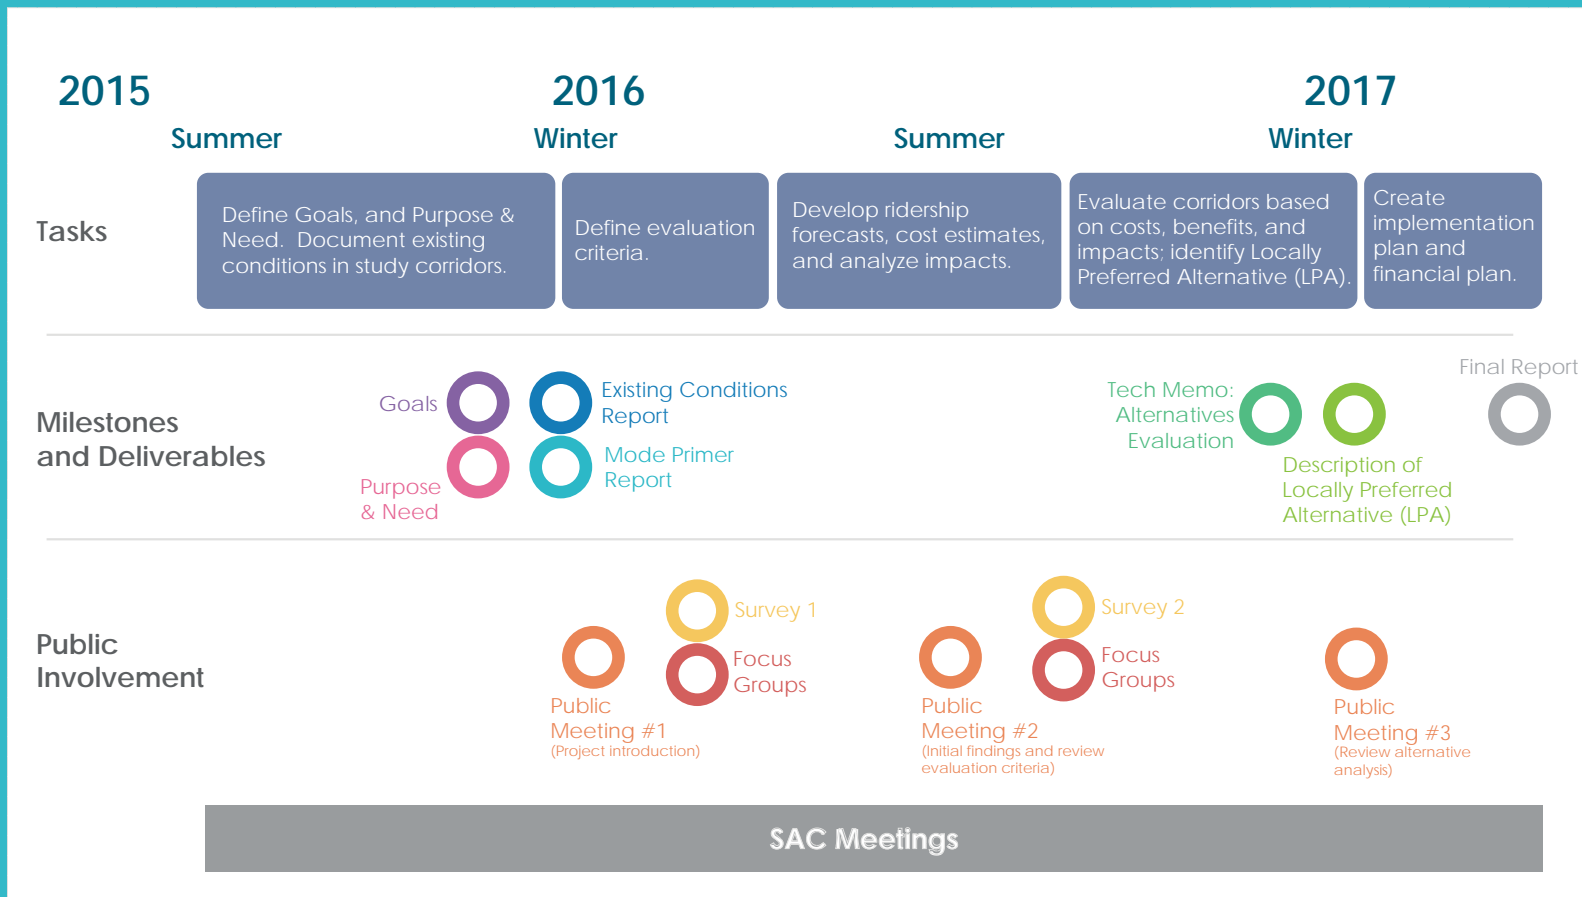 2015
2016
2017
Summer
Winter
Summer
Winter
Tasks
Define Goals, and Purpose &
Need.  Document existing
conditions in study corridors.
Define evaluation
criteria.
Develop ridership
forecasts, cost estimates,
and analyze impacts.
Evaluate corridors based
on costs, benefits, and
impacts; identify Locally
Preferred Alternative (LPA).
Create
implementation
plan and
financial plan.
Milestones
and Deliverables
Goals
Purpose
& Need
Existing Conditions
Report
Mode Primer
Report
Tech Memo:
Alternatives
Evaluation
Description of
Locally Preferred
Alternative (LPA)
Final Report
Public
Involvement
Public
Meeting #1
(Project introduction)
Survey 1
Focus
Groups
Public
Meeting #2
(Initial findings and review
evaluation criteria)
Survey 2
Focus
Groups
Public
Meeting #3
(Review alternative
analysis)
SAC Meetings